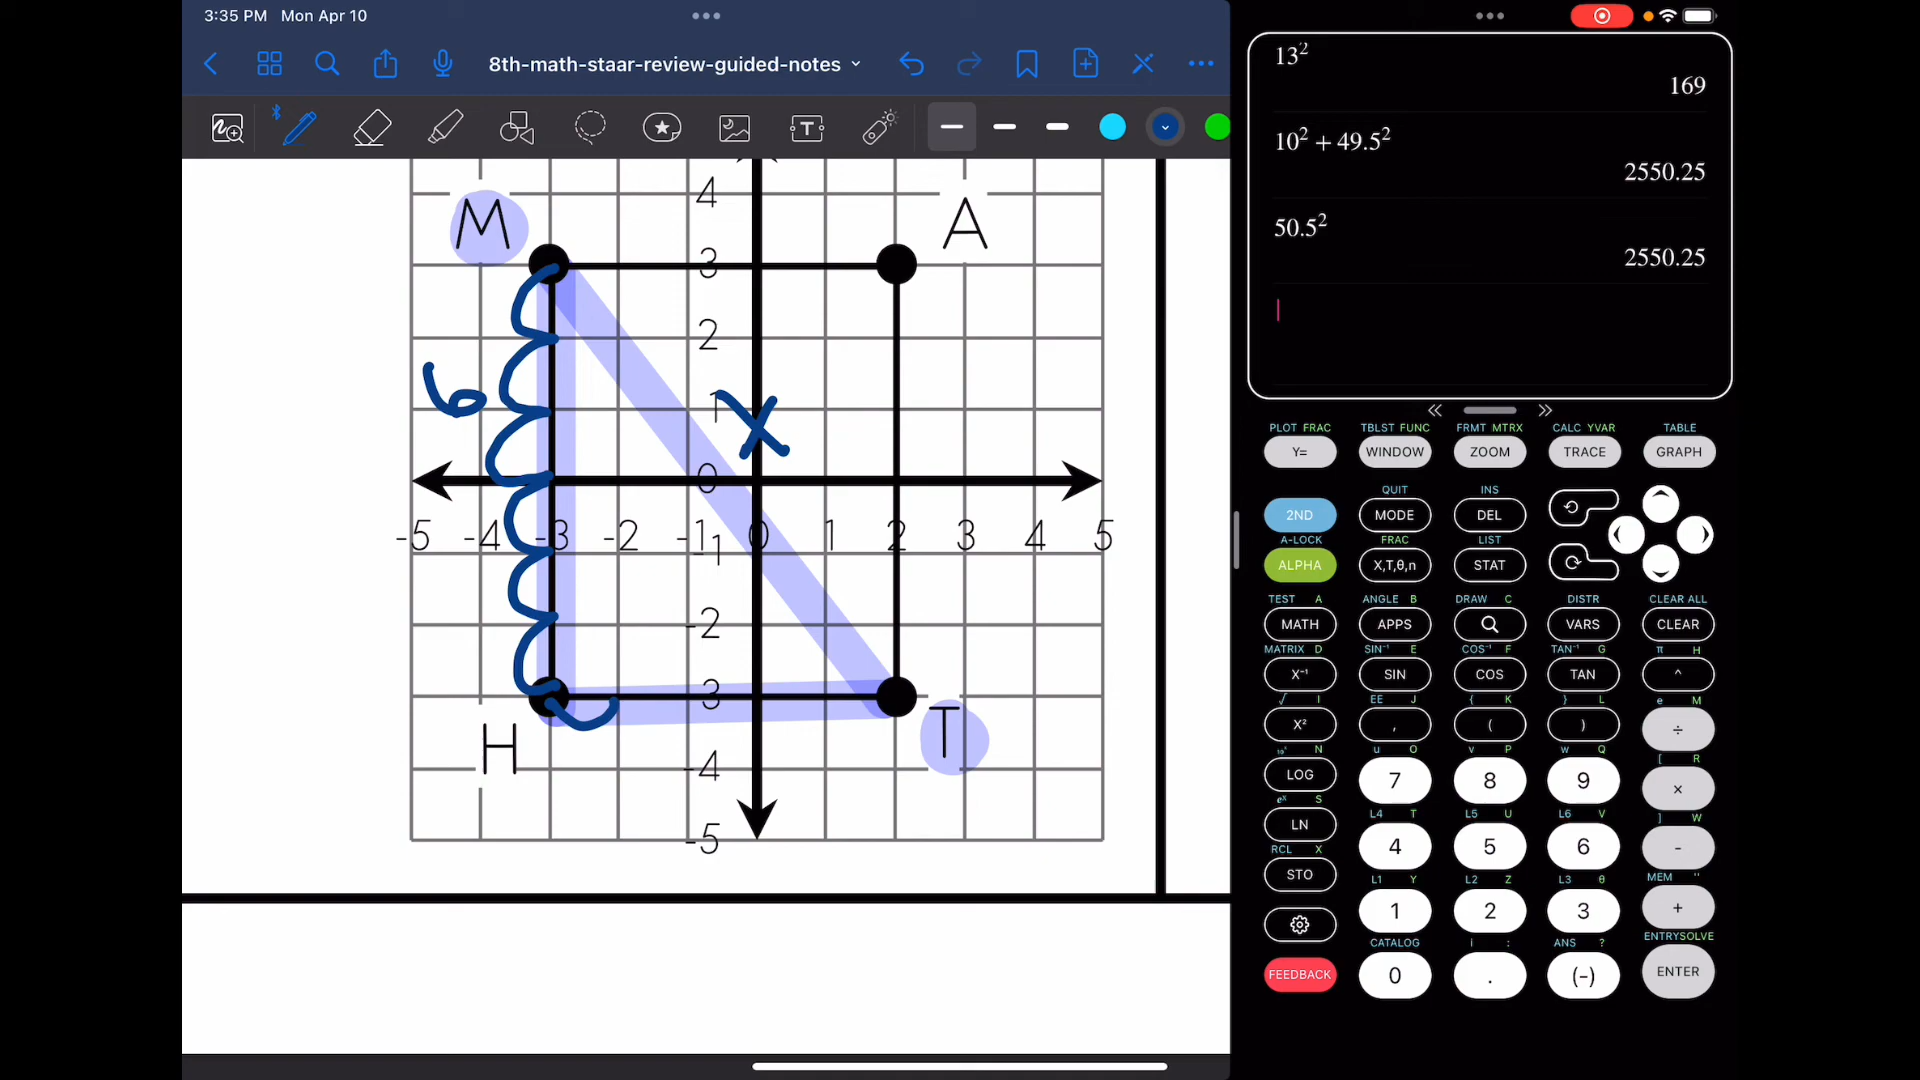 3:35 PM Mon Apr 10
8th-math-staar-review-guided-notes
4
M
A
3
2
6
1
X
0
-5 -4 -3 -2 -1 0 1 2 3 4 5
-1
-2
3
H
T
-4
-5
13²
169
10² + 49.5²
2550.25
50.5²
2550.25
PLOT FRAC TBLST FUNC FRMT MTRX CALC YVAR TABLE
Y= WINDOW ZOOM TRACE GRAPH
QUIT INS
2ND MODE DEL
A-LOCK FRAC LIST
ALPHA X,T,θ,n STAT
TEST A ANGLE B DRAW C DISTR CLEAR ALL
MATH APPS VARS CLEAR
MATRIX D SIN⁻¹ E COS⁻¹ F TAN⁻¹ G π H
X⁻¹ SIN COS TAN ^
√ I EE J { K } L e M
X² , ( ) ÷
10ˣ N u O v P w Q [ R
LOG 7 8 9 ×
eˣ S L4 T L5 U L6 V ] W
LN 4 5 6 -
RCL X L1 Y L2 Z L3 θ MEM "
STO 1 2 3 +
CATALOG i : ANS ? ENTRYSOLVE
FEEDBACK 0 . (-) ENTER